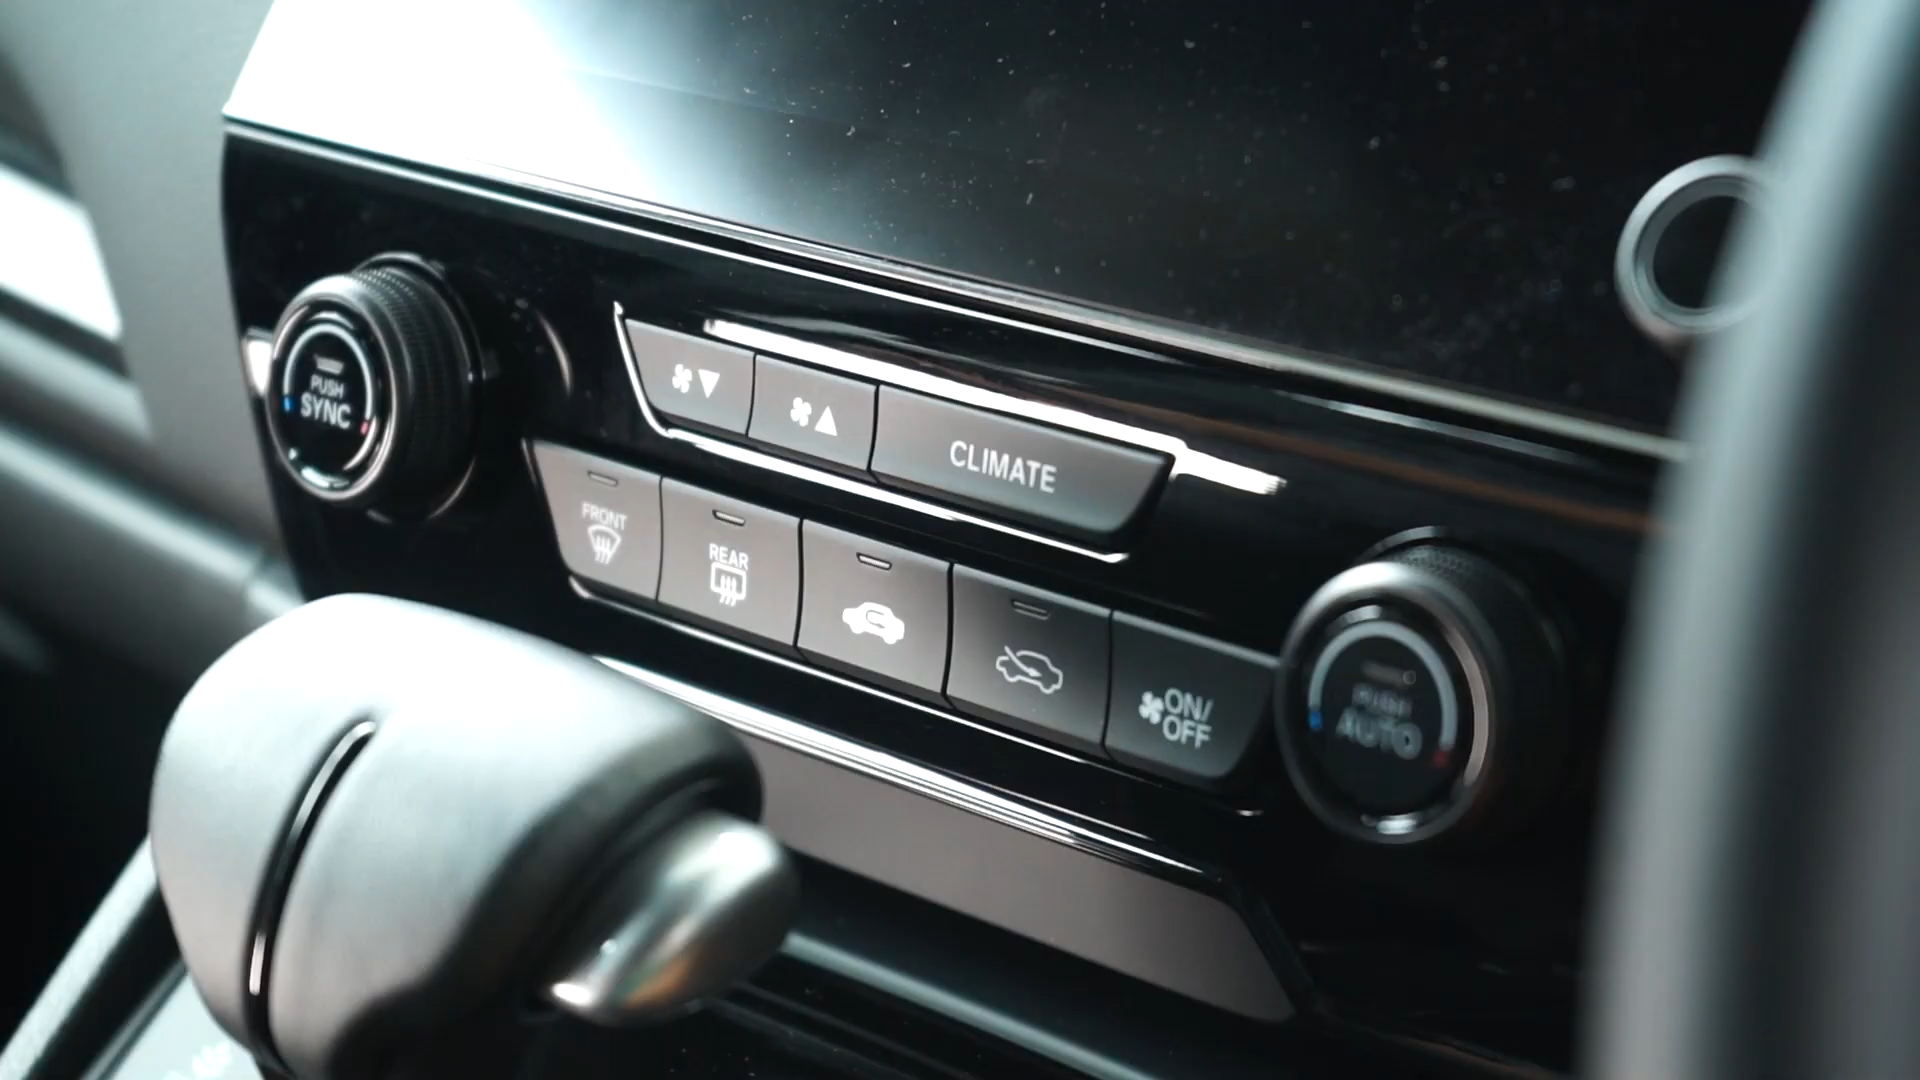 PUSH
SYNC
CLIMATE
FRONT
REAR
ON/
OFF
PUSH
AUTO